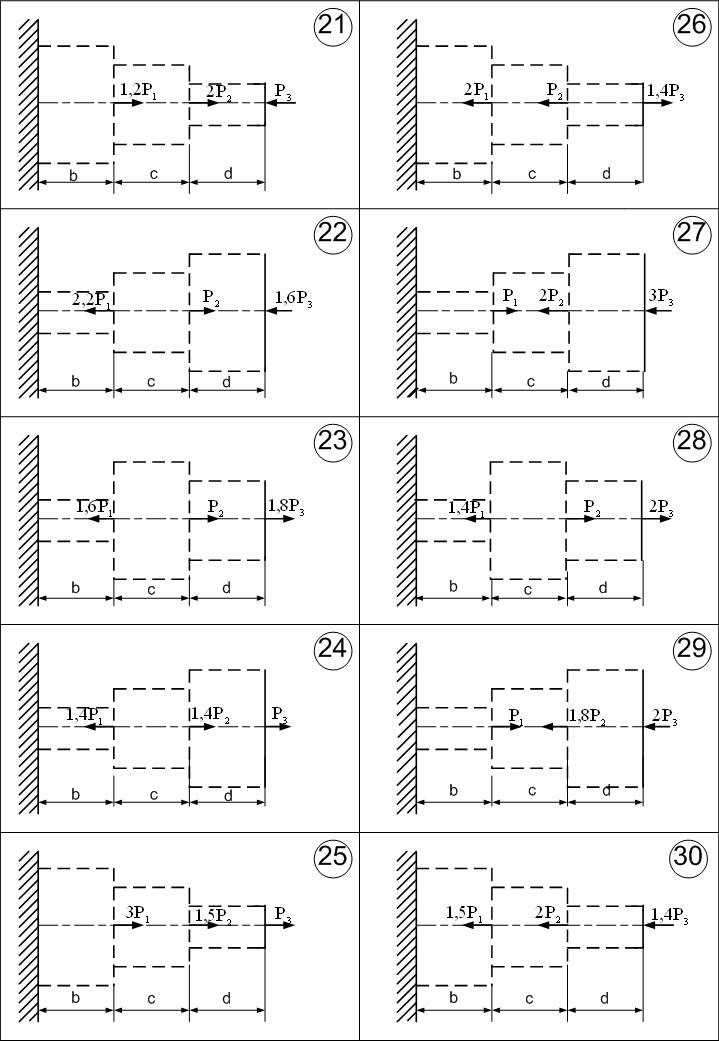 21
1,2P₁ 2P₂ P₃
b c d
26
2P₁ P₂ 1,4P₃
b c d
22
2,2P₁ P₂ 1,6P₃
b c d
27
P₁ 2P₂ 3P₃
b c d
23
1,6P₁ P₂ 1,8P₃
b c d
28
1,4P₁ P₂ 2P₃
b c d
24
1,4P₁ 1,4P₂ P₃
b c d
29
P₁ 1,8P₂ 2P₃
b c d
25
3P₁ 1,5P₂ P₃
b c d
30
1,5P₁ 2P₂ 1,4P₃
b c d